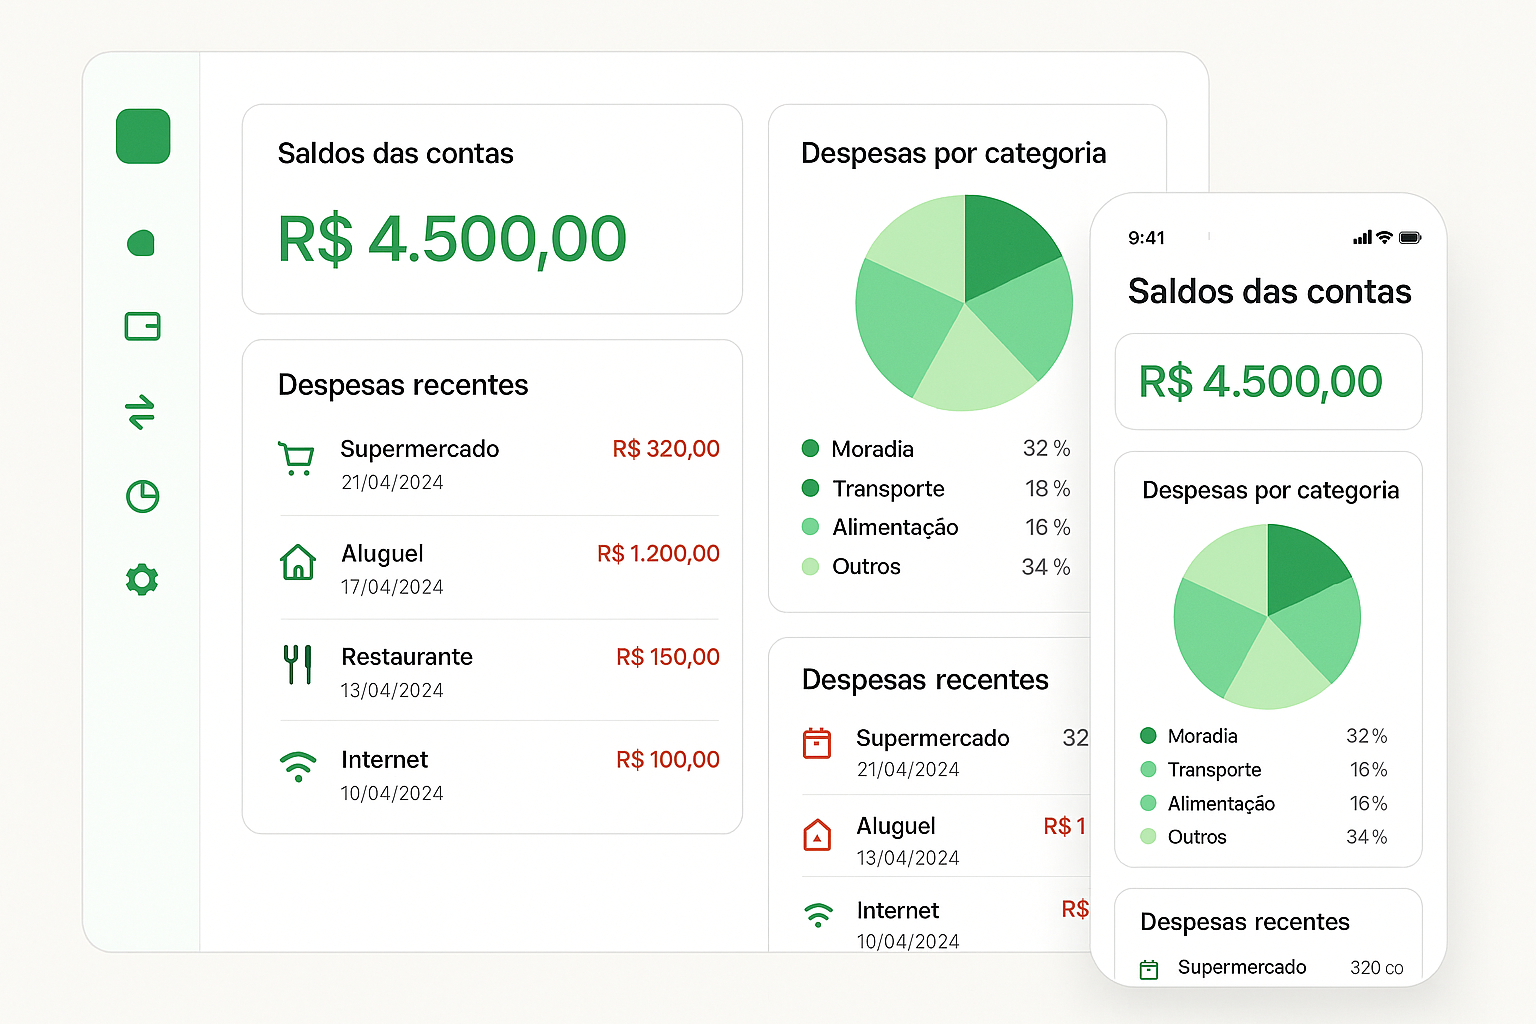 Saldos das contas
R$ 4.500,00
Despesas recentes
Supermercado R$ 320,00
21/04/2024
Aluguel R$ 1.200,00
17/04/2024
Restaurante R$ 150,00
13/04/2024
Internet R$ 100,00
10/04/2024
Despesas por categoria
Moradia 32 %
Transporte 18 %
Alimentação 16 %
Outros 34 %
Despesas recentes
Supermercado 32
21/04/2024
Aluguel R$ 1
13/04/2024
Internet R$
10/04/2024
9:41
Saldos das contas
R$ 4.500,00
Despesas por categoria
Moradia 32%
Transporte 16%
Alimentação 16%
Outros 34%
Despesas recentes
Supermercado 320 co